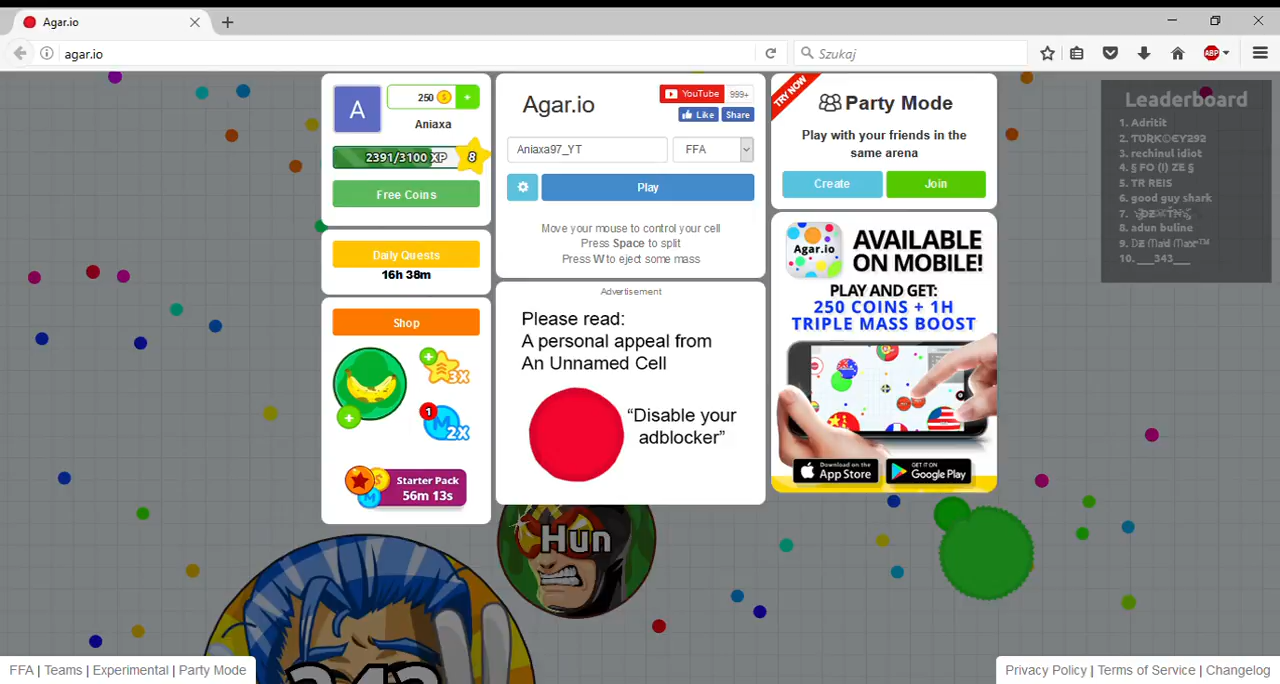 Agar.io
agar.io
Szukaj
ABP
A
250
Aniaxa
2391/3100 XP
8
Free Coins
Daily Quests
16h 38m
Shop
3X
1
M
2X
Starter Pack
56m 13s
Agar.io
YouTube 999+
Like Share
Aniaxa97_YT
FFA
Play
Move your mouse to control your cell
Press Space to split
Press W to eject some mass
Advertisement
Please read:
A personal appeal from
An Unnamed Cell
“Disable your
adblocker”
TRY NOW
Party Mode
Play with your friends in the
same arena
Create
Join
Agar.io
AVAILABLE
ON MOBILE!
PLAY AND GET:
250 COINS + 1H
TRIPLE MASS BOOST
Download on the
App Store
GET IT ON
Google Play
Leaderboard
1. Adritit
3. rechinul idiot
4. § FO (I) ZE §
5. TR REIS
6. good guy shark
8. adun buline
10. ___343___
Hun
343
FFA | Teams | Experimental | Party Mode
Privacy Policy | Terms of Service | Changelog